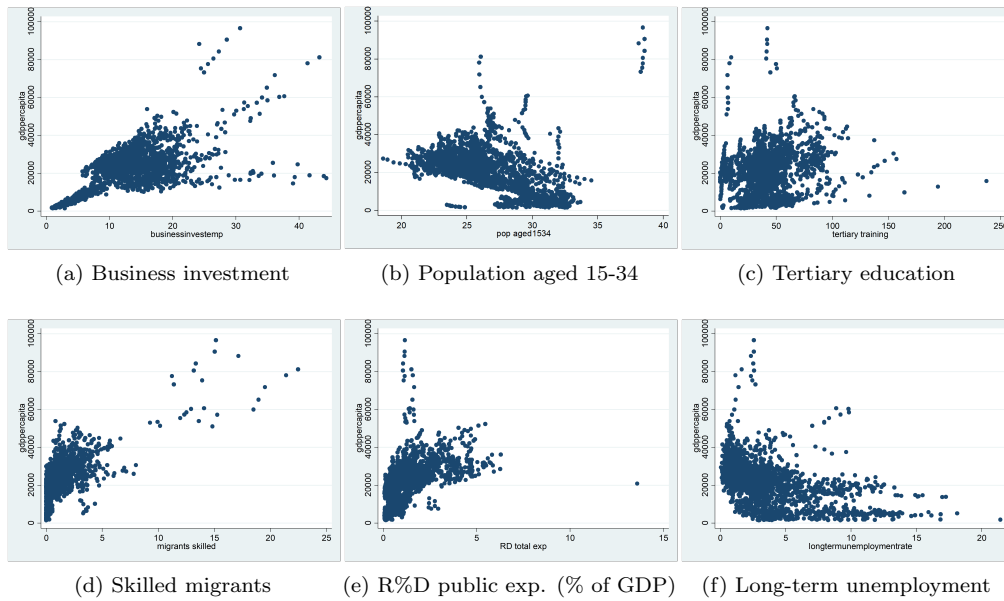 100000
80000
gdppercapita
60000
40000
20000
0
0 10 20 30 40
businessinvestemp
(a) Business investment
100000
80000
gdppercapita
60000
40000
20000
0
20 25 30 35 40
pop aged1534
(b) Population aged 15-34
100000
80000
gdppercapita
60000
40000
20000
0
0 50 100 150 200 250
tertiary training
(c) Tertiary education
100000
80000
gdppercapita
60000
40000
20000
0
0 5 10 15 20 25
migrants skilled
(d) Skilled migrants
100000
80000
gdppercapita
60000
40000
20000
0
0 5 10 15
RD total exp
(e) R%D public exp. (% of GDP)
100000
80000
gdppercapita
60000
40000
20000
0
0 5 10 15 20
longtermunemploymentrate
(f) Long-term unemployment